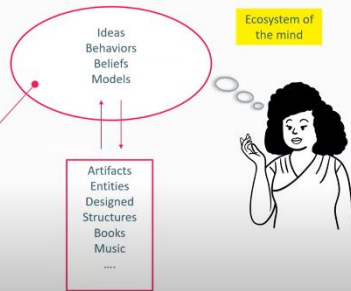 Ecosystem of
the mind
Ideas
Behaviors
Beliefs
Models
Artifacts
Entities
Designed
Structures
Books
Music
....